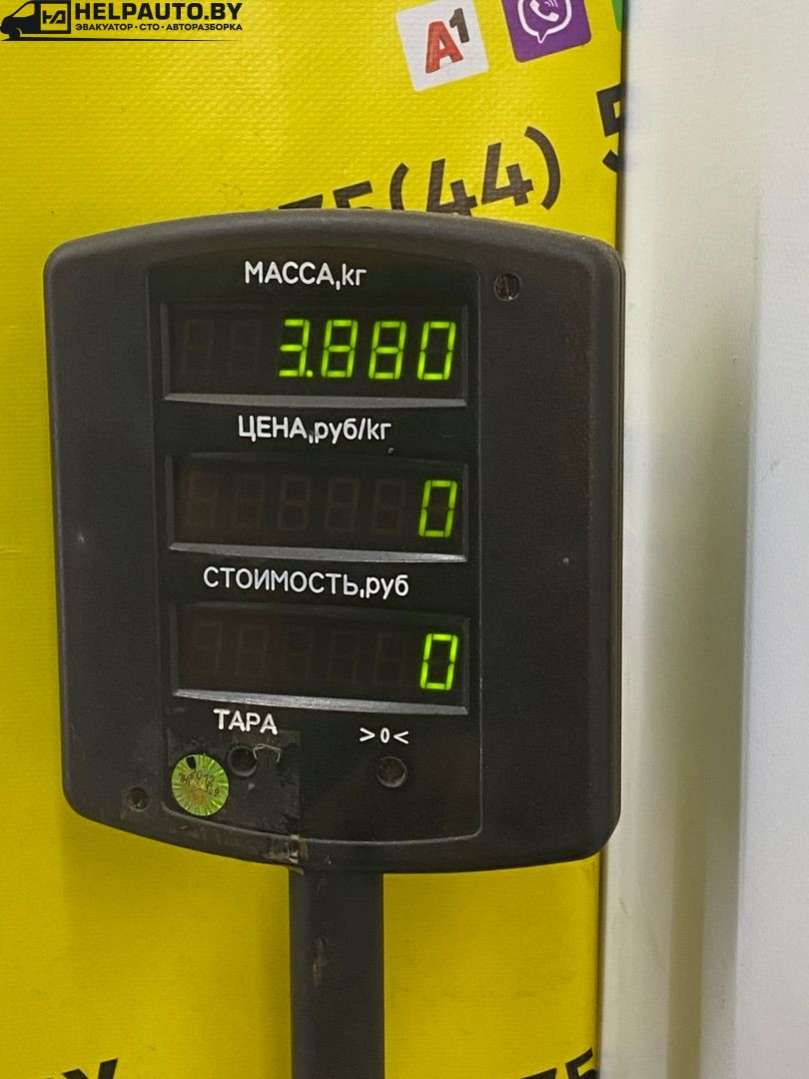 HELPAUTO.BY
ЭВАКУАТОР•СТО•АВТОРАЗБОРКА
A1
75(44) 5
МАССА,кг
3.880
ЦЕНА,руб/кг
0
СТОИМОСТЬ,руб
0
ТАРА >0<